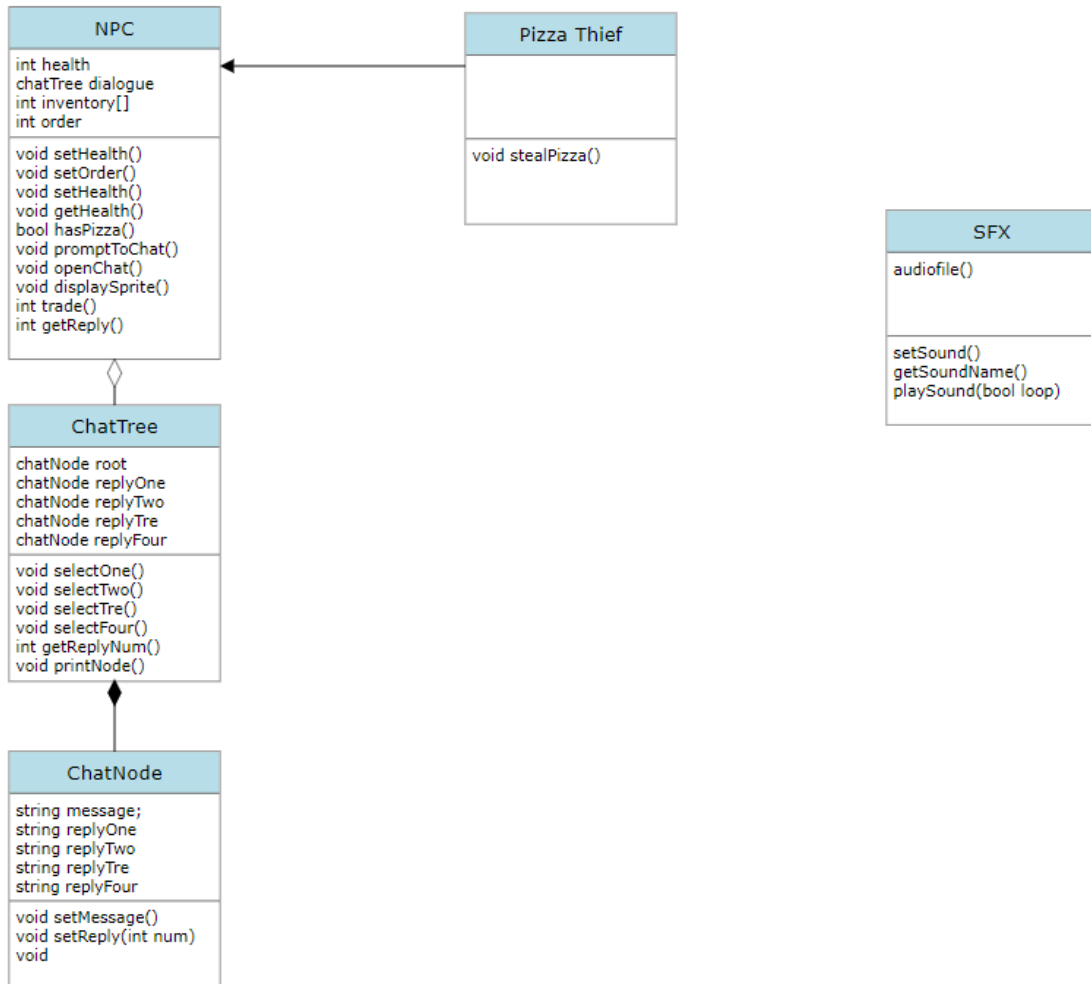 NPC
int health
chatTree dialogue
int inventory[]
int order
void setHealth()
void setOrder()
void setHealth()
void getHealth()
bool hasPizza()
void promptToChat()
void openChat()
void displaySprite()
int trade()
int getReply()
Pizza Thief
void stealPizza()
SFX
audiofile()
setSound()
getSoundName()
playSound(bool loop)
ChatTree
chatNode root
chatNode replyOne
chatNode replyTwo
chatNode replyTre
chatNode replyFour
void selectOne()
void selectTwo()
void selectTre()
void selectFour()
int getReplyNum()
void printNode()
ChatNode
string message;
string replyOne
string replyTwo
string replyTre
string replyFour
void setMessage()
void setReply(int num)
void